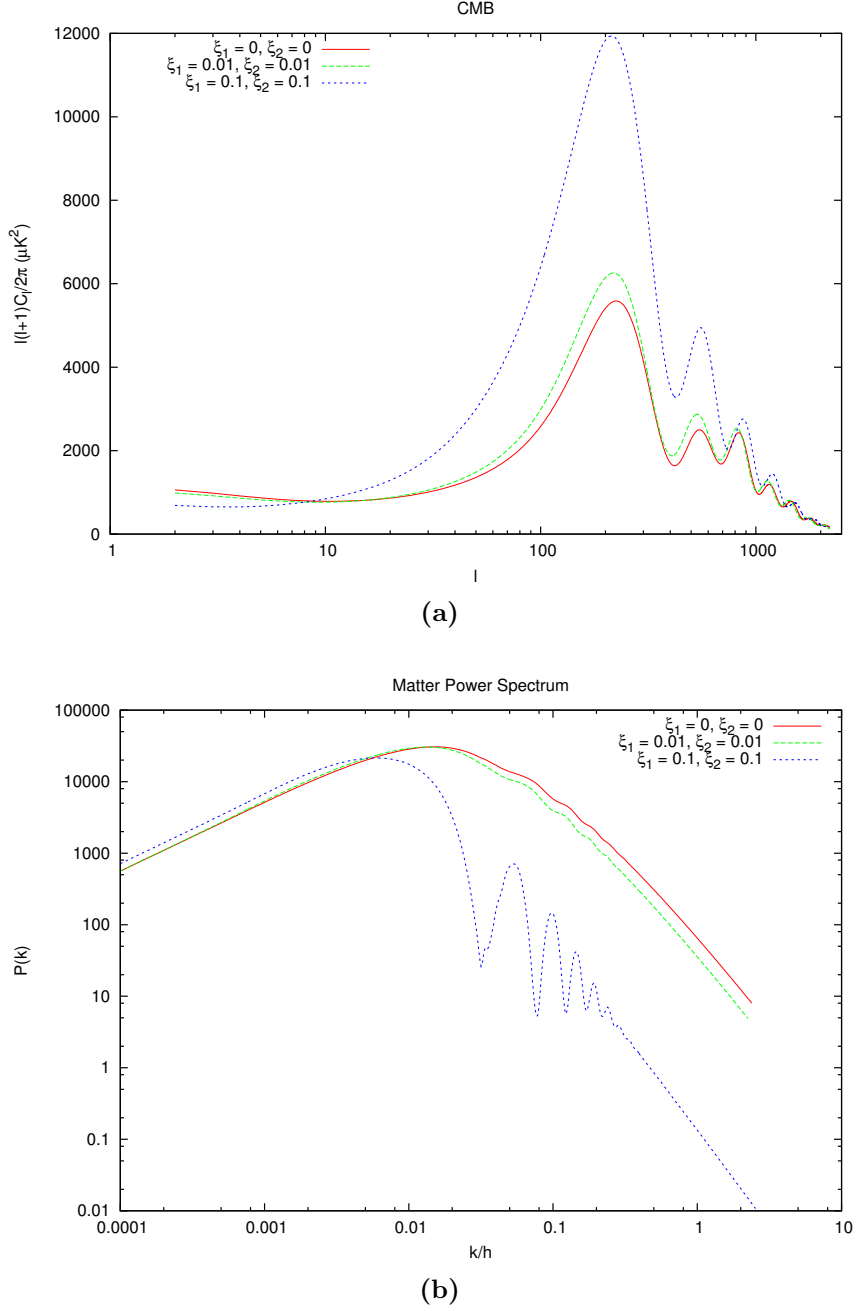 CMB
12000
10000
8000
6000
4000
2000
0
ξ1 = 0, ξ2 = 0
ξ1 = 0.01, ξ2 = 0.01
ξ1 = 0.1, ξ2 = 0.1
l(l+1)Cl/2π (μK2)
1 10 100 1000
l
(a)
Matter Power Spectrum
100000
10000
1000
100
10
1
0.1
0.01
ξ1 = 0, ξ2 = 0
ξ1 = 0.01, ξ2 = 0.01
ξ1 = 0.1, ξ2 = 0.1
P(k)
0.0001 0.001 0.01 0.1 1 10
k/h
(b)